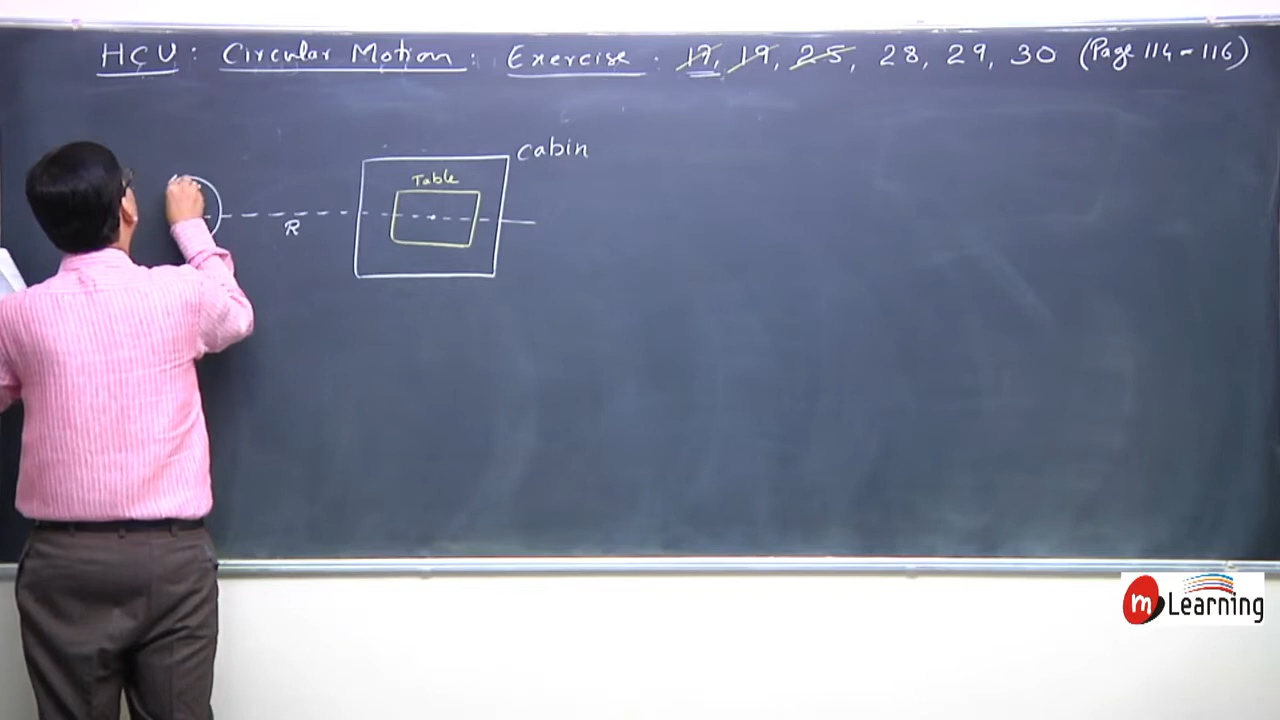 HCV : Circular Motion : Exercise : 17, 19, 25, 28, 29, 30 (Page 114 - 116)
cabin
Table
R
m Learning